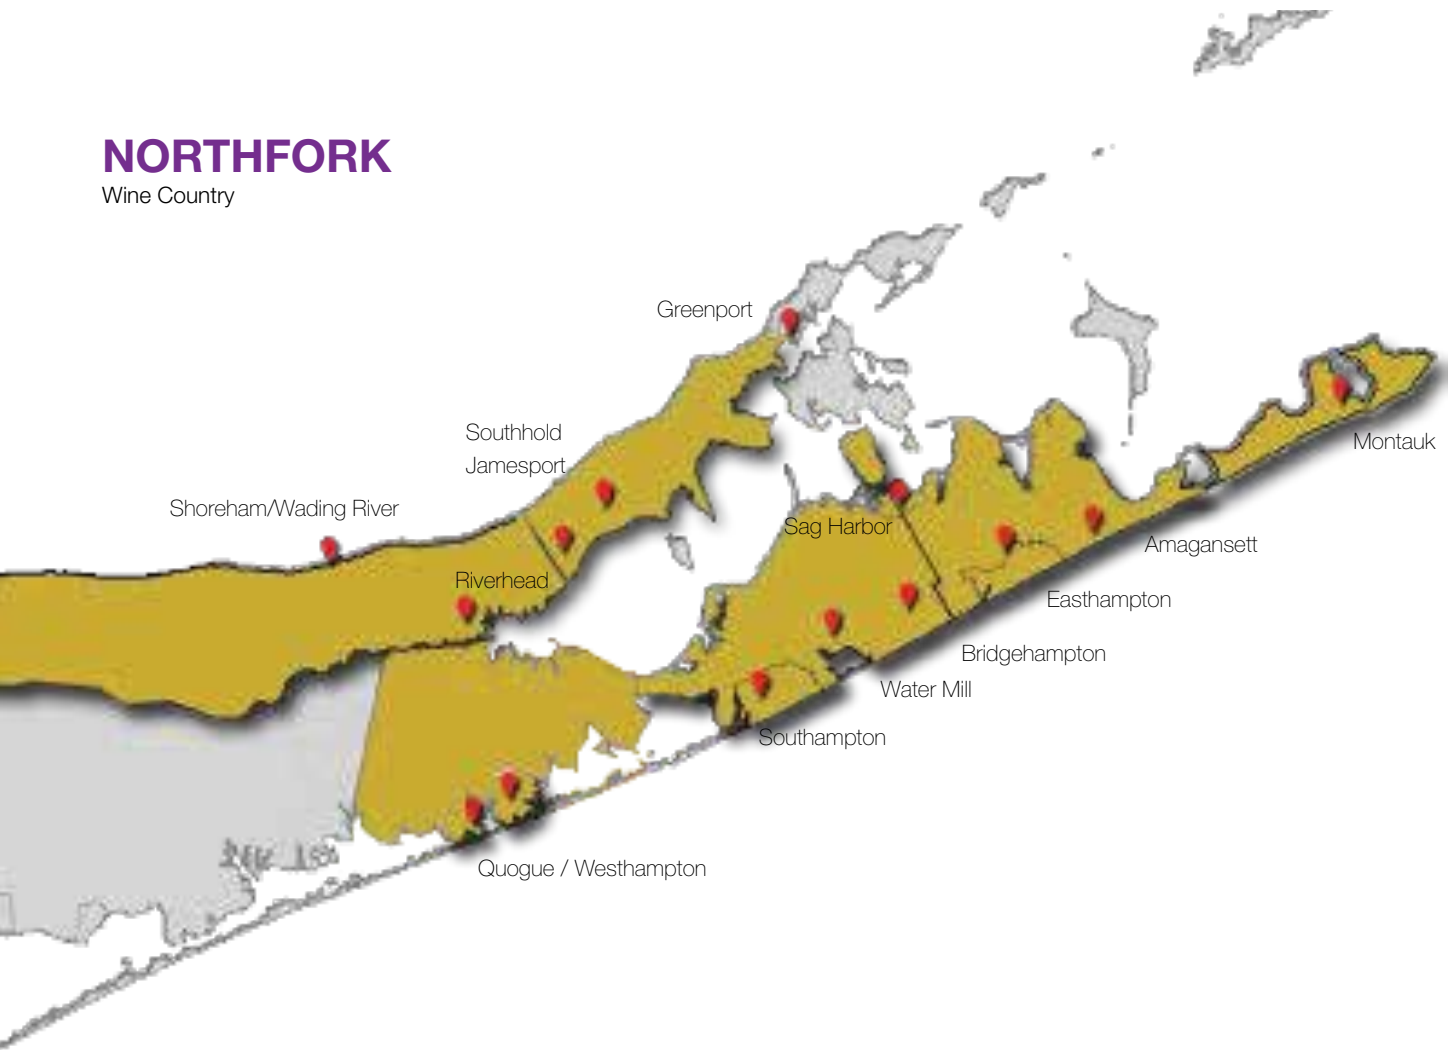 NORTHFORK
Wine Country
Greenport
Southhold
Jamesport
Montauk
Shoreham/Wading River
Sag Harbor
Amagansett
Riverhead
Easthampton
Bridgehampton
Water Mill
Southampton
Quogue / Westhampton